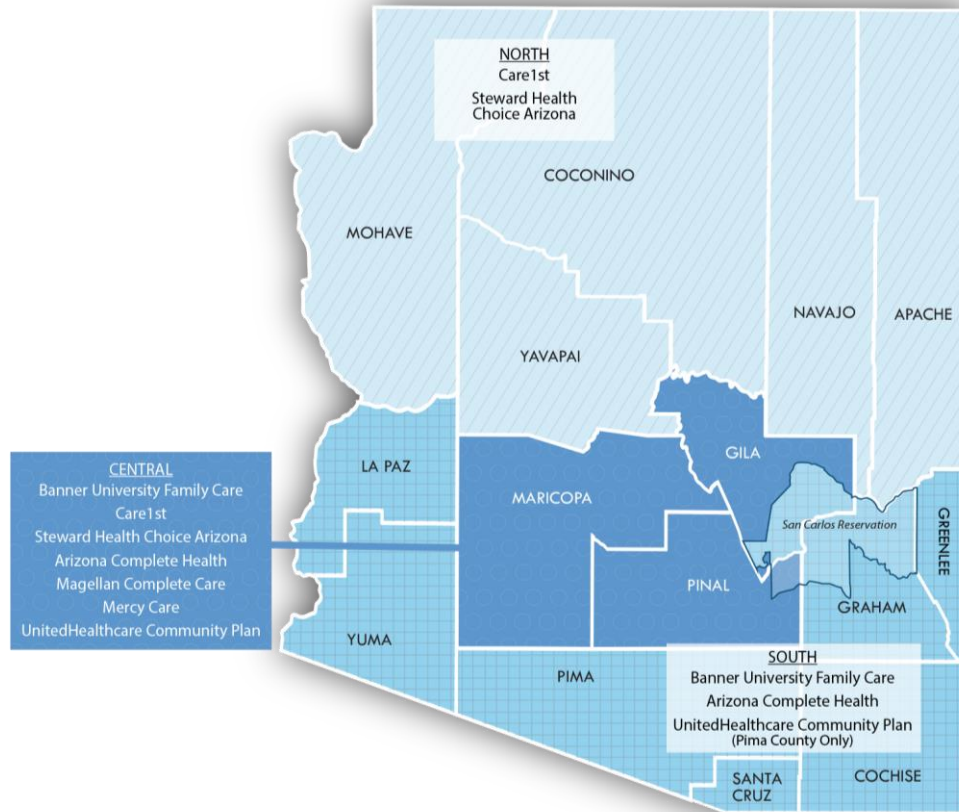 NORTH
Care1st
Steward Health
Choice Arizona
COCONINO
MOHAVE
NAVAJO
APACHE
YAVAPAI
GILA
LA PAZ
MARICOPA
San Carlos Reservation
GREENLEE
CENTRAL
Banner University Family Care
Care1st
Steward Health Choice Arizona
Arizona Complete Health
Magellan Complete Care
Mercy Care
UnitedHealthcare Community Plan
PINAL
GRAHAM
YUMA
PIMA
SOUTH
Banner University Family Care
Arizona Complete Health
UnitedHealthcare Community Plan
(Pima County Only)
SANTA
CRUZ
COCHISE